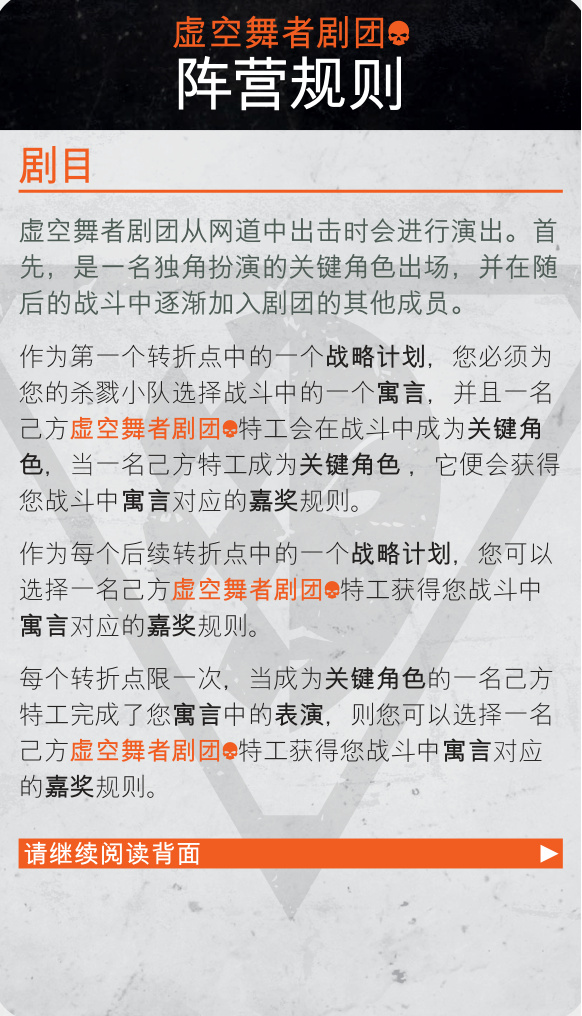 虚空舞者剧团
阵营规则
剧目
虚空舞者剧团从网道中出击时会进行演出。首
先，是一名独角扮演的关键角色出场，并在随
后的战斗中逐渐加入剧团的其他成员。
作为第一个转折点中的一个战略计划，您必须为
您的杀戮小队选择战斗中的一个寓言，并且一名
己方虚空舞者剧团特工会在战斗中成为关键角
色，当一名己方特工成为关键角色，它便会获得
您战斗中寓言对应的嘉奖规则。
作为每个后续转折点中的一个战略计划，您可以
选择一名己方虚空舞者剧团特工获得您战斗中
寓言对应的嘉奖规则。
每个转折点限一次，当成为关键角色的一名己方
特工完成了您寓言中的表演，则您可以选择一名
己方虚空舞者剧团特工获得您战斗中寓言对应
的嘉奖规则。
请继续阅读背面